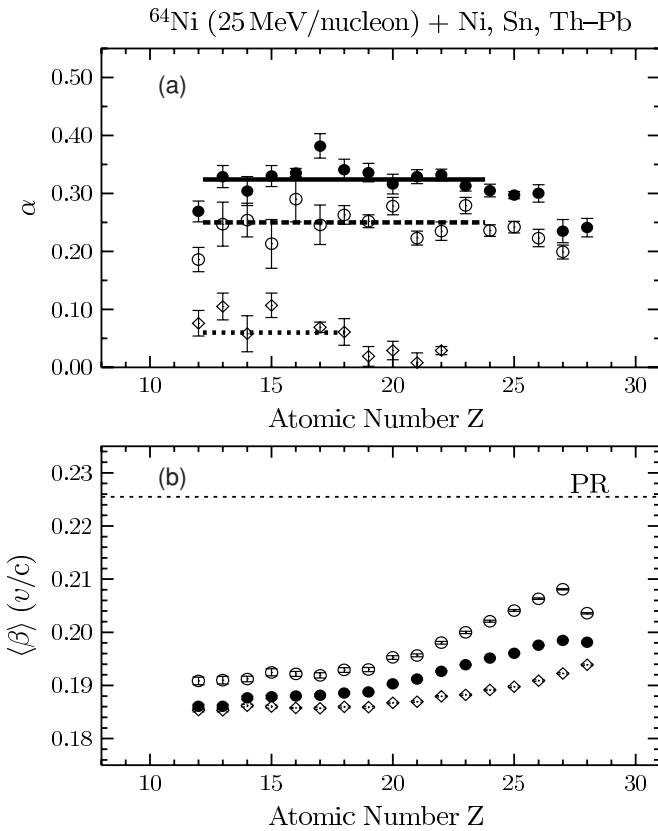 ⁶⁴Ni (25 MeV/nucleon) + Ni, Sn, Th–Pb
(a)
0.50
0.40
0.30
0.20
0.10
0.00
α
10 15 20 25 30
Atomic Number Z
(b)
PR
0.23
0.22
0.21
0.20
0.19
0.18
⟨β⟩ (υ/c)
10 15 20 25 30
Atomic Number Z